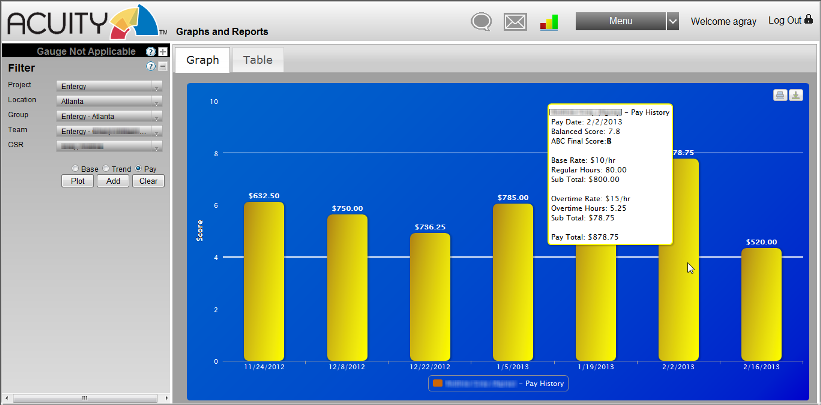 ACUITY TM
Graphs and Reports
Menu
Welcome agray
Log Out
Gauge Not Applicable ?
Filter ?
Project Entergy
Location Atlanta
Group Entergy - Atlanta
Team Entergy -
CSR
Base Trend Pay
Plot Add Clear
Graph Table
10
8
6
4
2
0
Score
$632.50
$750.00
$736.25
$785.00
78.75
$520.00
- Pay History
Pay Date: 2/2/2013
Balanced Score: 7.8
ABC Final Score:B
Base Rate: $10/hr
Regular Hours: 80.00
Sub Total: $800.00
Overtime Rate: $15/hr
Overtime Hours: 5.25
Sub Total: $78.75
Pay Total: $878.75
11/24/2012
12/8/2012
12/22/2012
1/5/2013
1/19/2013
2/2/2013
2/16/2013
- Pay History